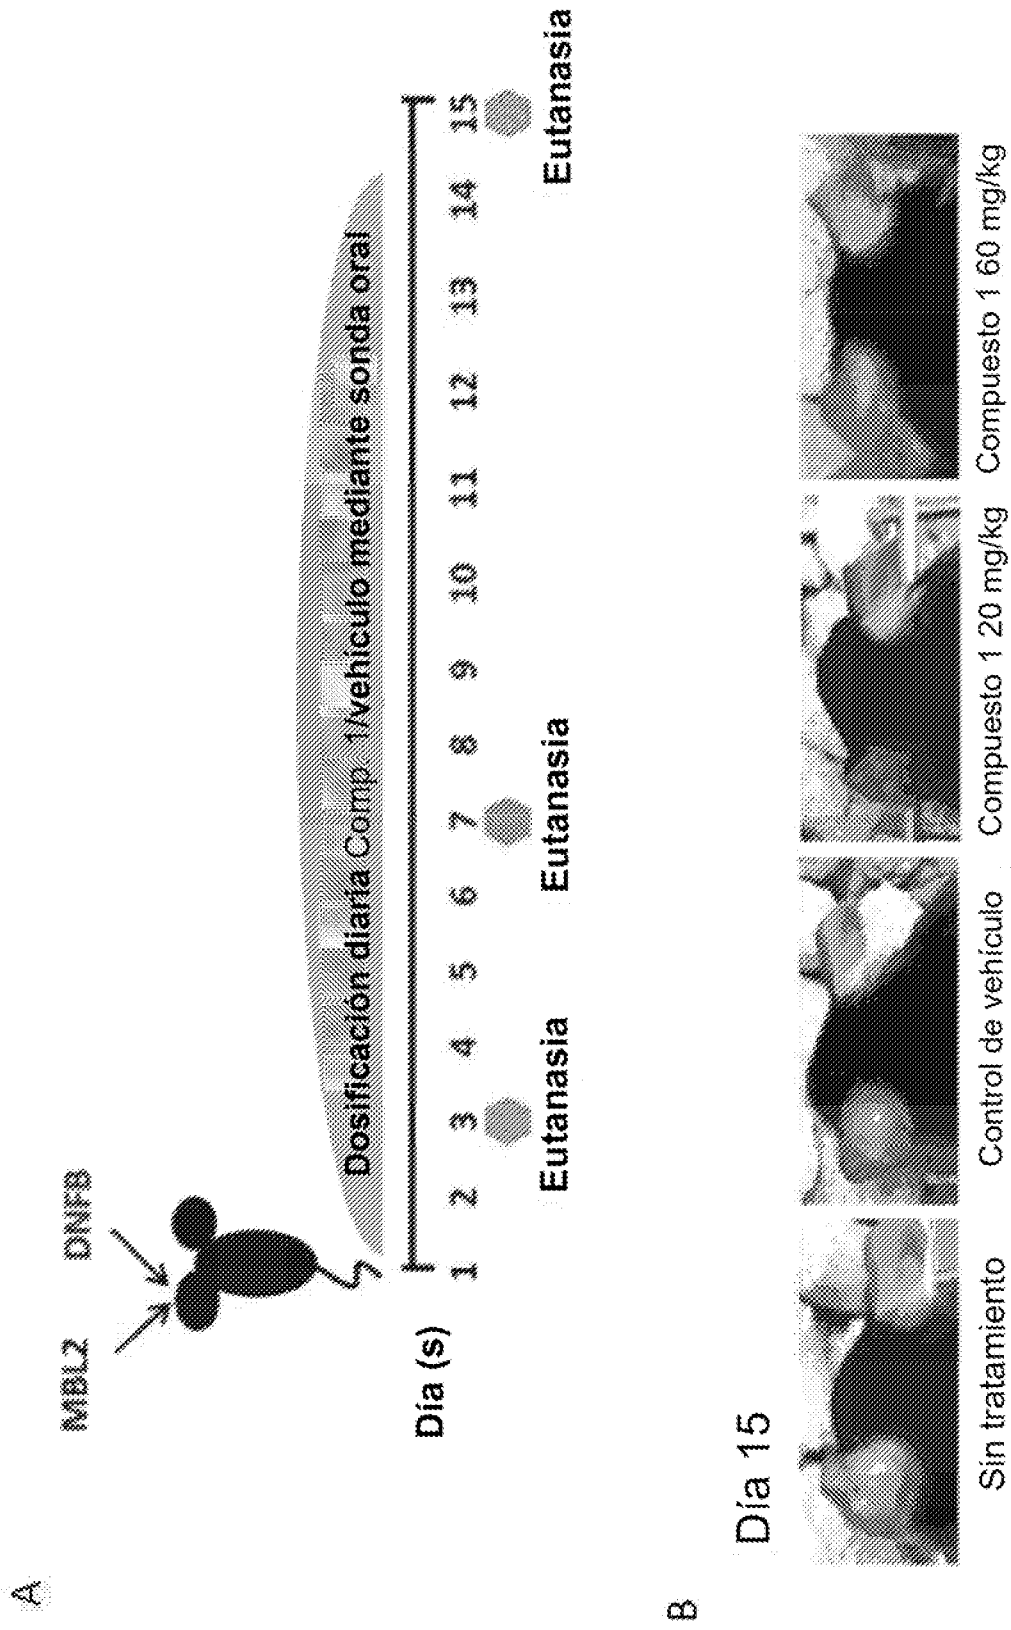 A
MBL2
DNFB
Dosificación diaria Comp. 1/vehículo mediante sonda oral
Día (s)
1 2 3 4 5 6 7 8 9 10 11 12 13 14 15
Eutanasia
Eutanasia
Eutanasia
B
Día 15
Sin tratamiento
Control de vehículo
Compuesto 1 20 mg/kg
Compuesto 1 60 mg/kg